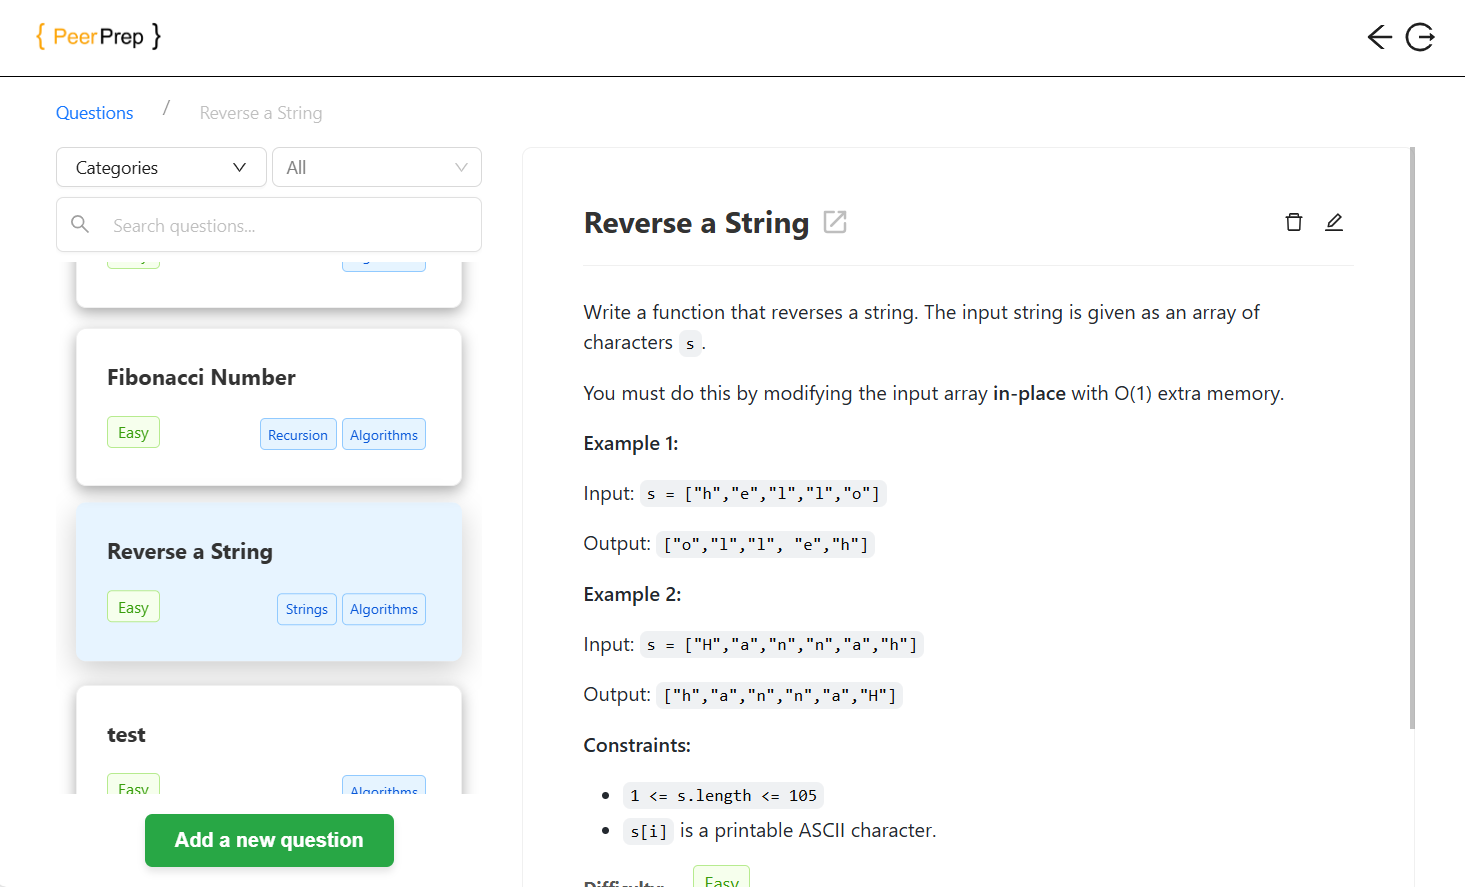 { PeerPrep }
Questions / Reverse a String
Categories
All
Search questions...
Fibonacci Number
Easy
Recursion
Algorithms
Reverse a String
Easy
Strings
Algorithms
test
Easy
Algorithms
Add a new question
Reverse a String
Write a function that reverses a string. The input string is given as an array of
characters s.
You must do this by modifying the input array in-place with O(1) extra memory.
Example 1:
Input: s = ["h","e","l","l","o"]
Output: ["o","l","l", "e","h"]
Example 2:
Input: s = ["H","a","n","n","a","h"]
Output: ["h","a","n","n","a","H"]
Constraints:
• 1 <= s.length <= 105
• s[i] is a printable ASCII character.
Difficulty:
Easy